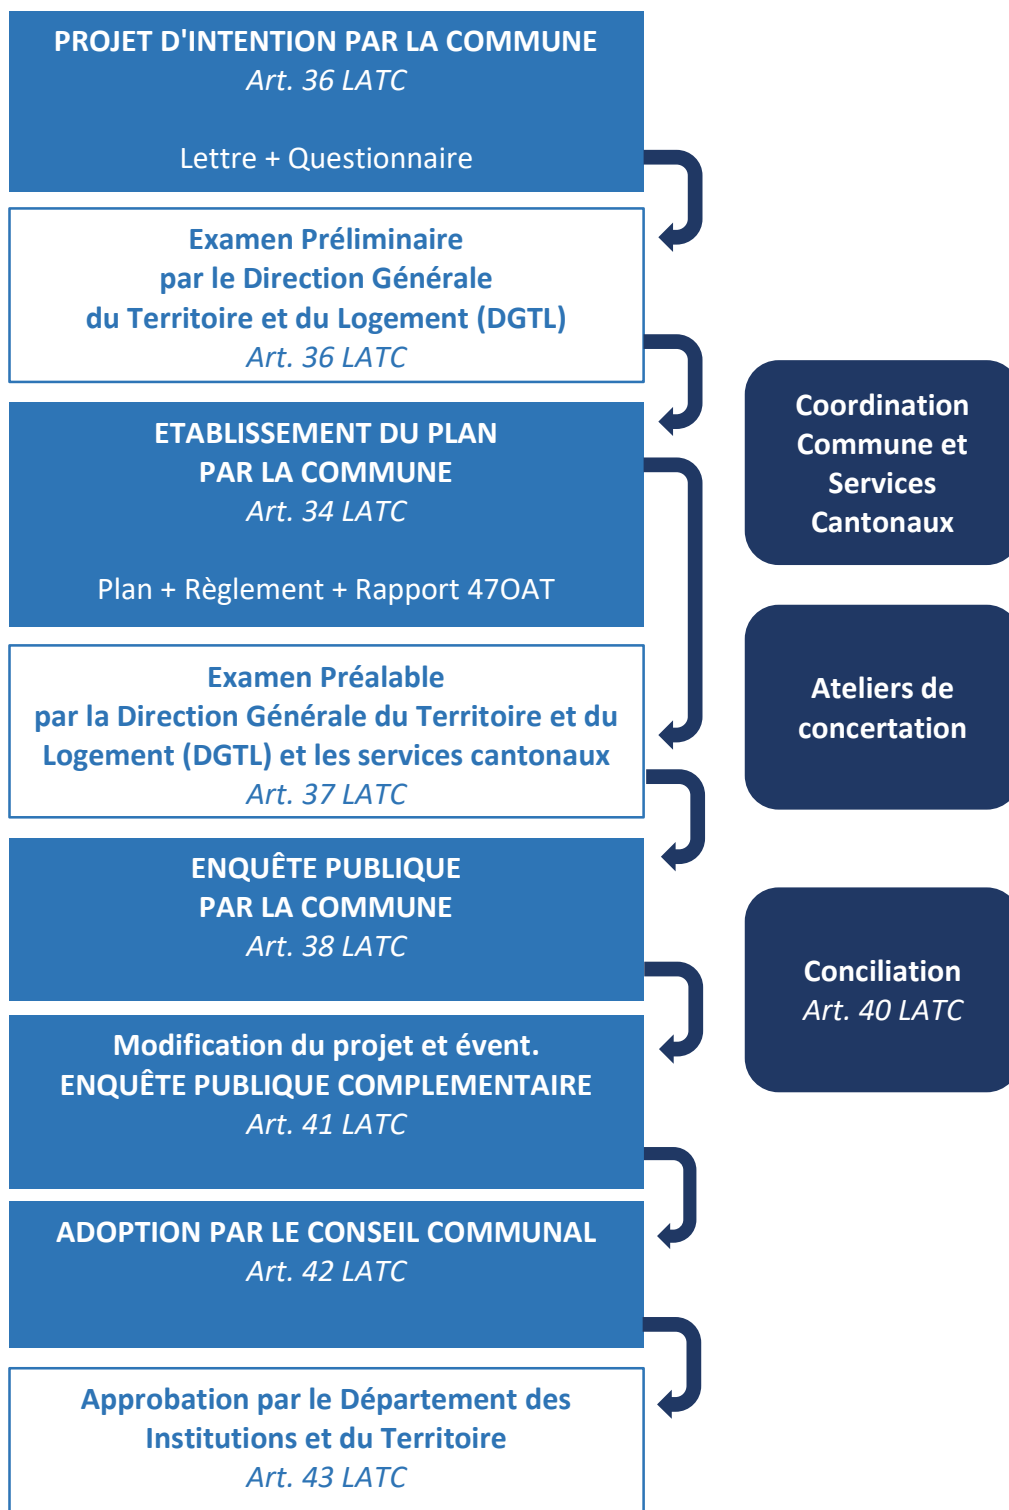 PROJET D'INTENTION PAR LA COMMUNE
Art. 36 LATC
Lettre + Questionnaire
Examen Préliminaire
par le Direction Générale
du Territoire et du Logement (DGTL)
Art. 36 LATC
ETABLISSEMENT DU PLAN
PAR LA COMMUNE
Art. 34 LATC
Plan + Règlement + Rapport 47OAT
Examen Préalable
par la Direction Générale du Territoire et du
Logement (DGTL) et les services cantonaux
Art. 37 LATC
ENQUÊTE PUBLIQUE
PAR LA COMMUNE
Art. 38 LATC
Modification du projet et évent.
ENQUÊTE PUBLIQUE COMPLEMENTAIRE
Art. 41 LATC
ADOPTION PAR LE CONSEIL COMMUNAL
Art. 42 LATC
Approbation par le Département des
Institutions et du Territoire
Art. 43 LATC
Coordination
Commune et
Services
Cantonaux
Ateliers de
concertation
Conciliation
Art. 40 LATC